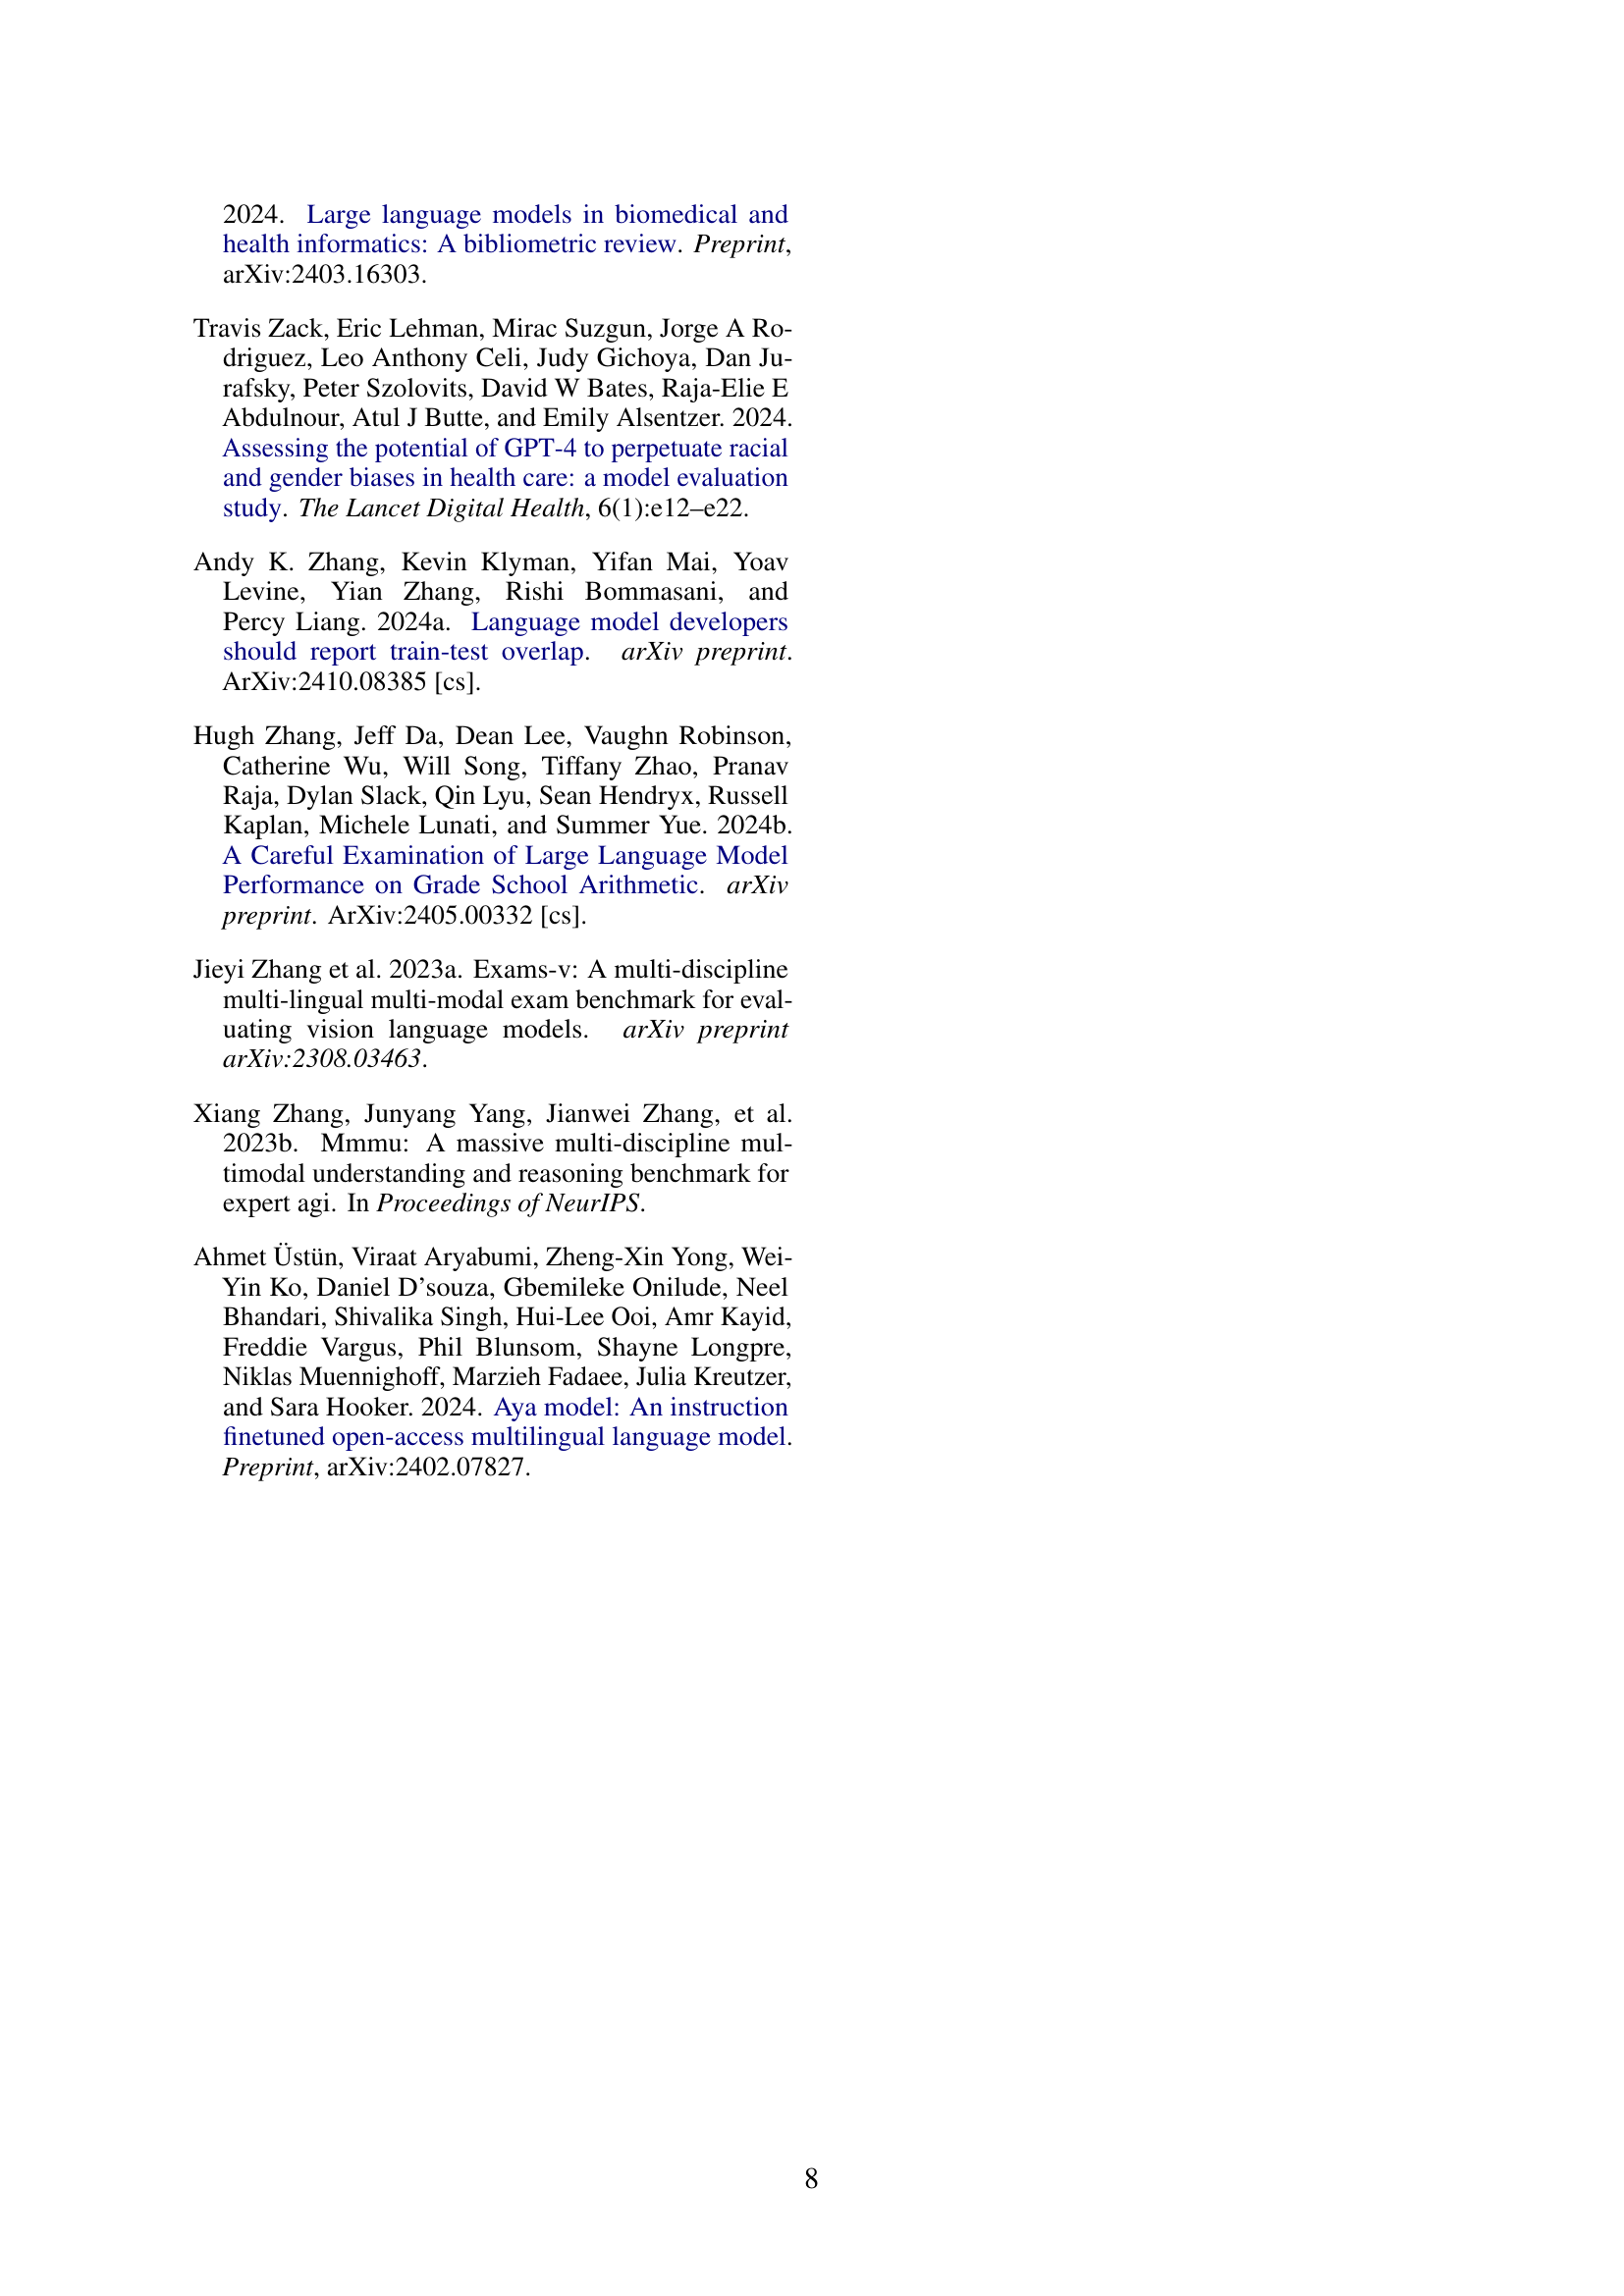 2024. Large language models in biomedical and
health informatics: A bibliometric review. Preprint,
arXiv:2403.16303.
Travis Zack, Eric Lehman, Mirac Suzgun, Jorge A Ro-
driguez, Leo Anthony Celi, Judy Gichoya, Dan Ju-
rafsky, Peter Szolovits, David W Bates, Raja-Elie E
Abdulnour, Atul J Butte, and Emily Alsentzer. 2024.
Assessing the potential of GPT-4 to perpetuate racial
and gender biases in health care: a model evaluation
study. The Lancet Digital Health, 6(1):e12–e22.
Andy K. Zhang, Kevin Klyman, Yifan Mai, Yoav
Levine, Yian Zhang, Rishi Bommasani, and
Percy Liang. 2024a. Language model developers
should report train-test overlap. arXiv preprint.
ArXiv:2410.08385 [cs].
Hugh Zhang, Jeff Da, Dean Lee, Vaughn Robinson,
Catherine Wu, Will Song, Tiffany Zhao, Pranav
Raja, Dylan Slack, Qin Lyu, Sean Hendryx, Russell
Kaplan, Michele Lunati, and Summer Yue. 2024b.
A Careful Examination of Large Language Model
Performance on Grade School Arithmetic. arXiv
preprint. ArXiv:2405.00332 [cs].
Jieyi Zhang et al. 2023a. Exams-v: A multi-discipline
multi-lingual multi-modal exam benchmark for eval-
uating vision language models. arXiv preprint
arXiv:2308.03463.
Xiang Zhang, Junyang Yang, Jianwei Zhang, et al.
2023b. Mmmu: A massive multi-discipline mul-
timodal understanding and reasoning benchmark for
expert agi. In Proceedings of NeurIPS.
Ahmet Üstün, Viraat Aryabumi, Zheng-Xin Yong, Wei-
Yin Ko, Daniel D'souza, Gbemileke Onilude, Neel
Bhandari, Shivalika Singh, Hui-Lee Ooi, Amr Kayid,
Freddie Vargus, Phil Blunsom, Shayne Longpre,
Niklas Muennighoff, Marzieh Fadaee, Julia Kreutzer,
and Sara Hooker. 2024. Aya model: An instruction
finetuned open-access multilingual language model.
Preprint, arXiv:2402.07827.
8